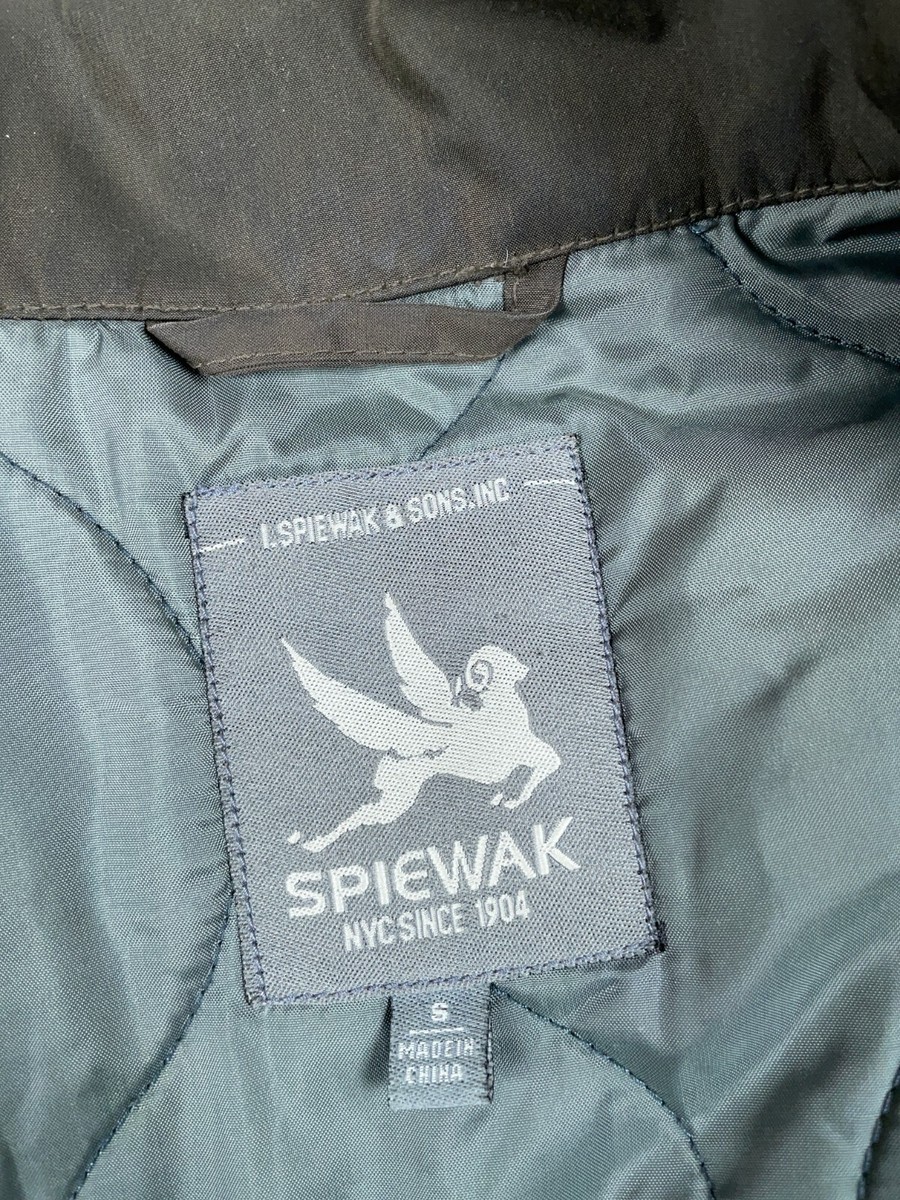 I.SPIEWAK & SONS.INC
SPIEWAK
NYC SINCE 1904
S
MADE IN
CHINA